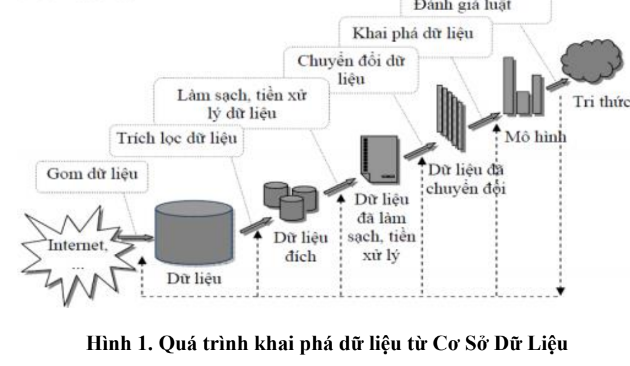 Đánh giá luật
Khai phá dữ liệu
Chuyển đổi dữ
liệu
Làm sạch, tiền xử
lý dữ liệu
Trích lọc dữ liệu
Gom dữ liệu
Internet,
...
Dữ liệu
Dữ liệu
đích
Dữ liệu
đã làm
sạch, tiền
xử lý
Dữ liệu đã
chuyển đổi
Mô hình
Tri thức
Hình 1. Quá trình khai phá dữ liệu từ Cơ Sở Dữ Liệu